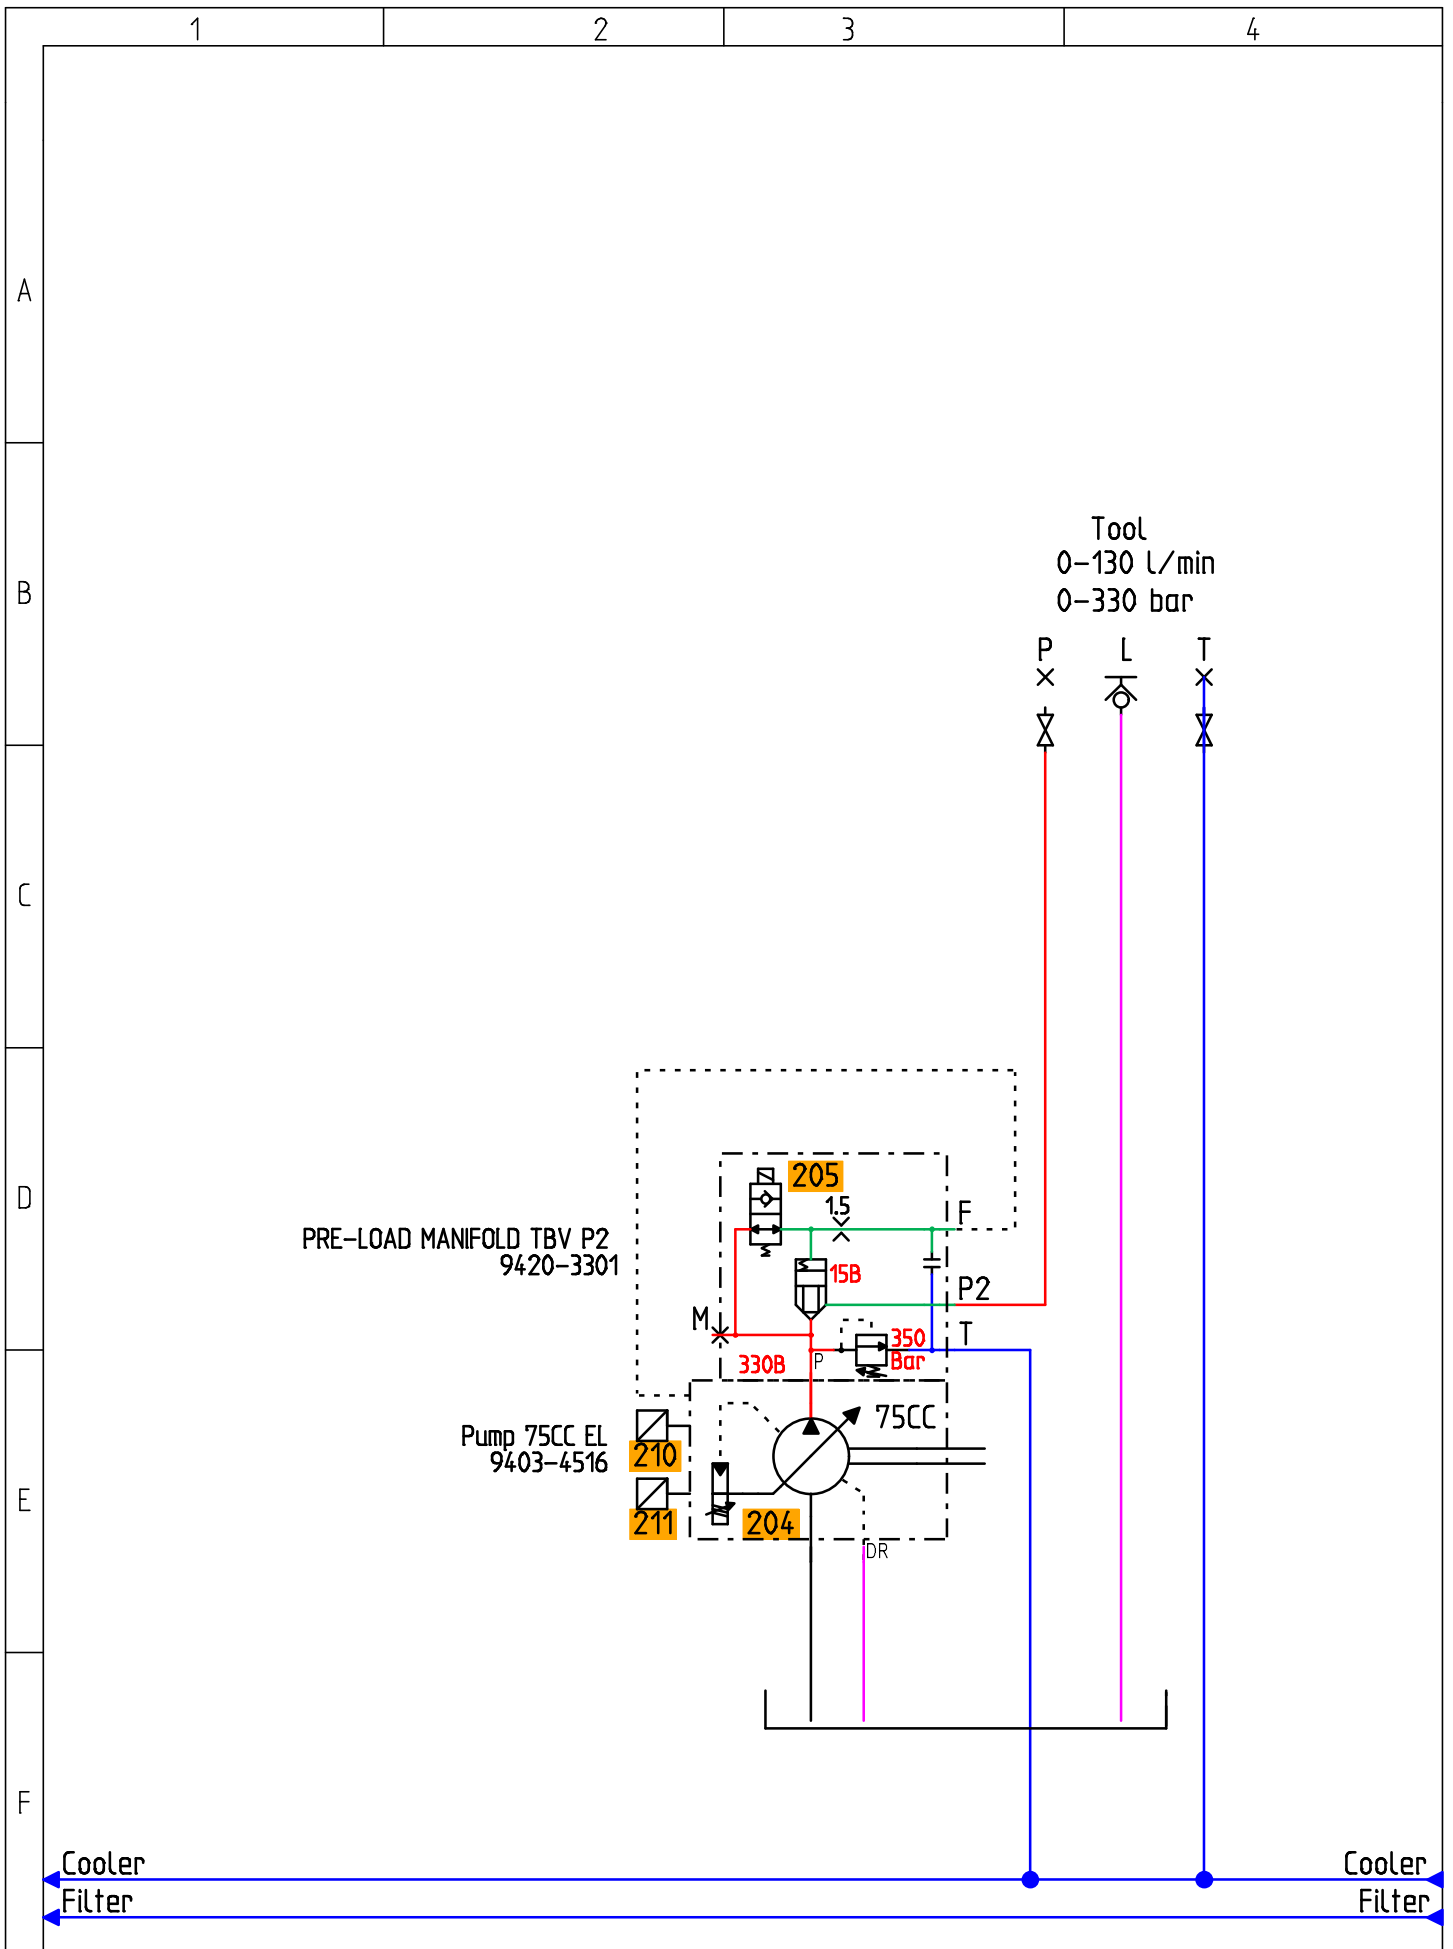 1 2 3 4
A
B
C
D
E
F
Tool
0-130 l/min
0-330 bar
P L T
205
1.5
F
PRE-LOAD MANIFOLD TBV P2
9420-3301
15B
P2
M
T
350
Bar
330B
P
75CC
Pump 75CC EL
9403-4516
210
211
204
DR
Cooler
Filter
Cooler
Filter